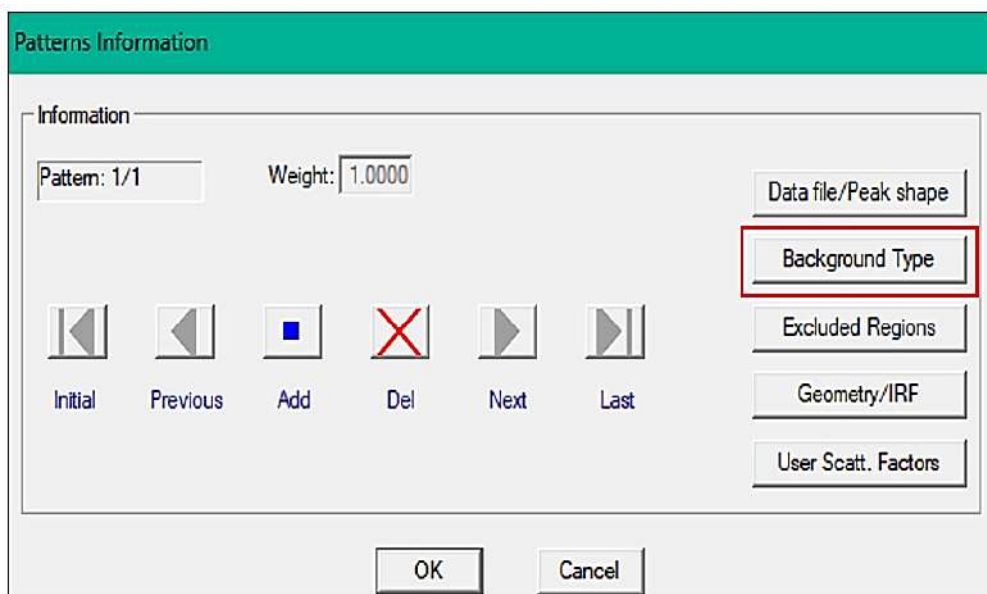 Patterns Information
Information
Pattern: 1/1
Weight: 1.0000
Data file/Peak shape
Background Type
Excluded Regions
Geometry/IRF
User Scatt. Factors
Initial Previous Add Del Next Last
OK Cancel